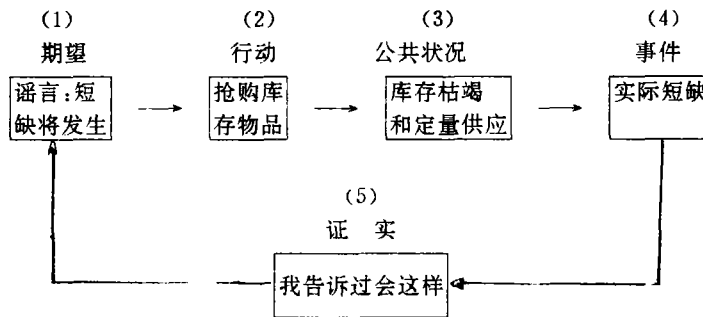 (1) (2) (3) (4)
期望 行动 公共状况 事件
谣言:短 抢购库 库存枯竭 实际短缺
缺将发生 存物品 和定量供应
(5)
证 实
我告诉过会这样